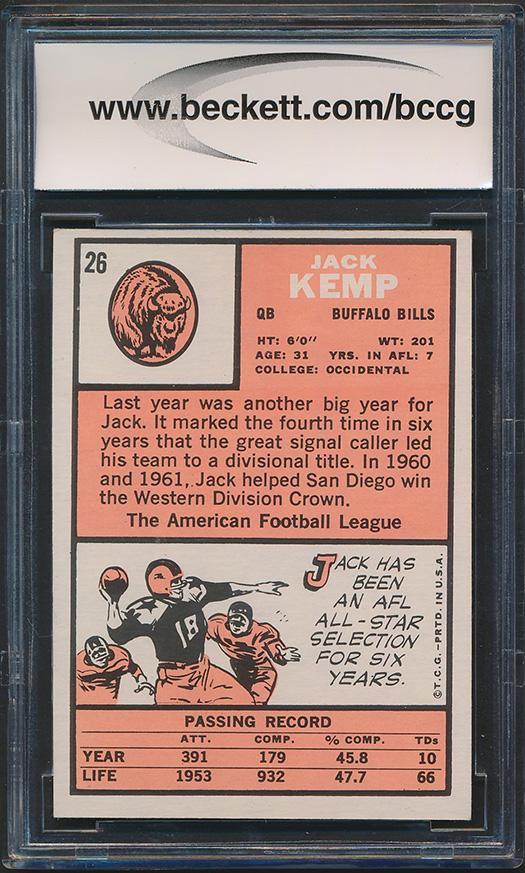 www.beckett.com/bccg
26
JACK
KEMP
QB BUFFALO BILLS
HT: 6'0" WT: 201
AGE: 31 YRS. IN AFL: 7
COLLEGE: OCCIDENTAL
Last year was another big year for
Jack. It marked the fourth time in six
years that the great signal caller led
his team to a divisional title. In 1960
and 1961, Jack helped San Diego win
the Western Division Crown.
The American Football League
18
JACK HAS
BEEN
AN AFL
ALL-STAR
SELECTION
FOR SIX
YEARS.
©T.C.G.—PRTD. IN U.S.A.
PASSING RECORD
ATT. COMP. % COMP. TDs
YEAR 391 179 45.8 10
LIFE 1953 932 47.7 66